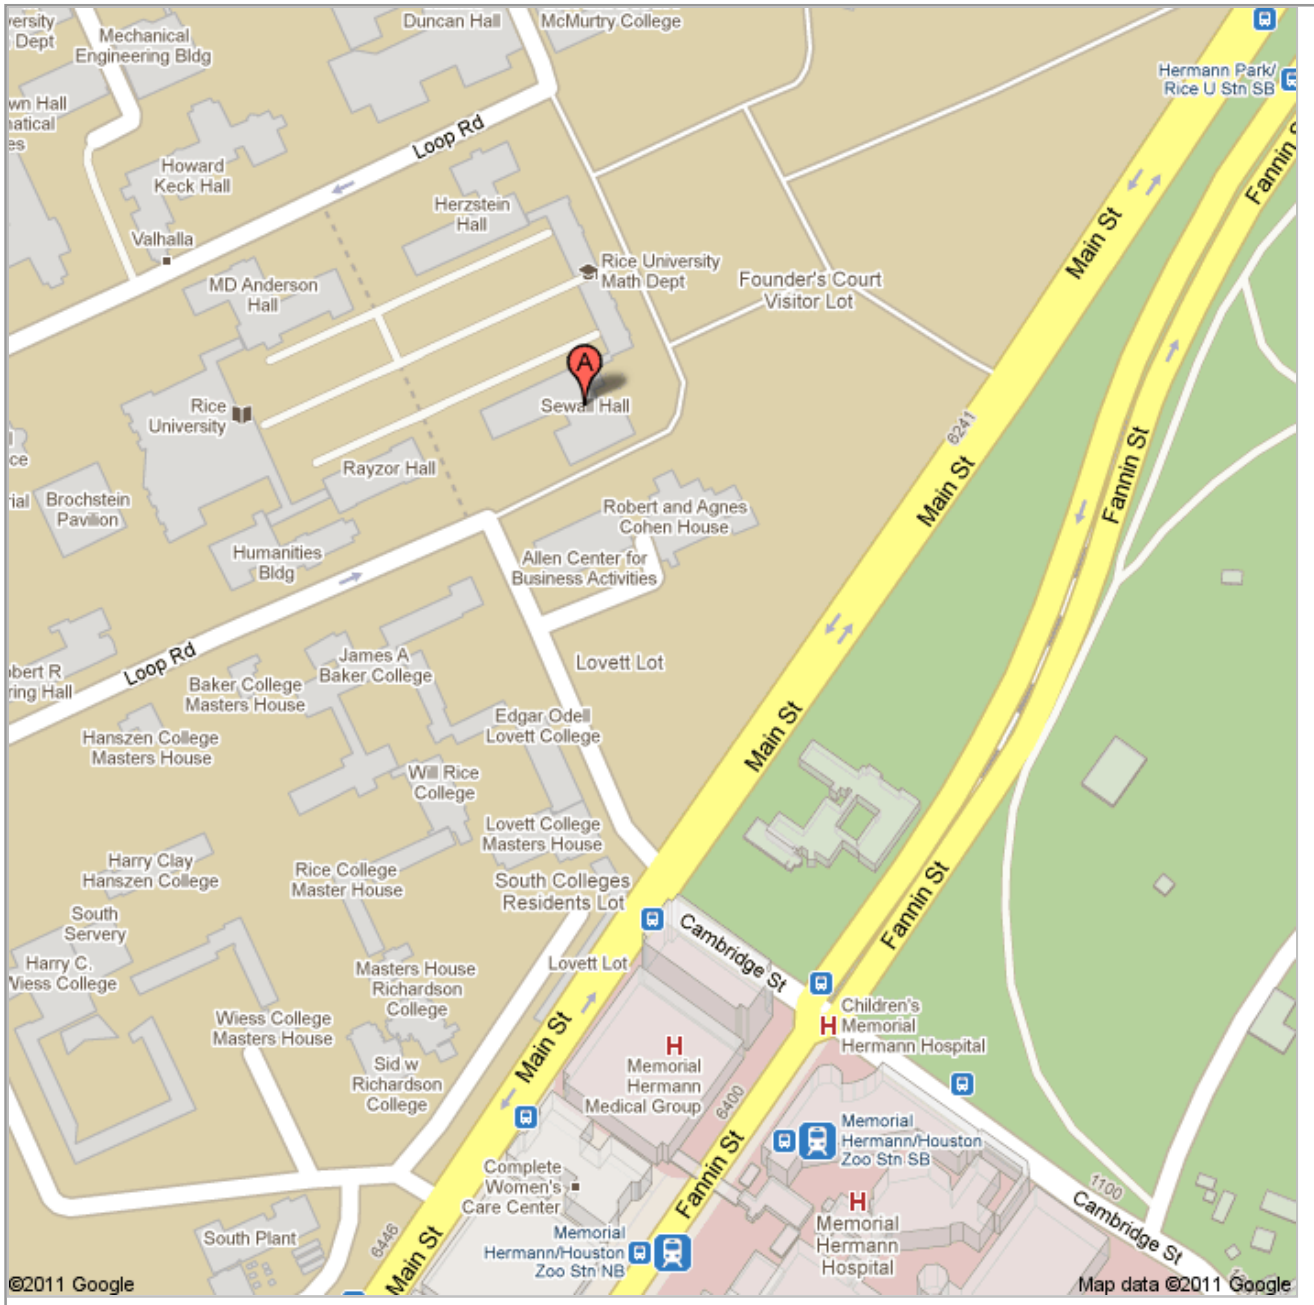 versity
Dept
Mechanical
Engineering Bldg
Duncan Hall
McMurtry College
Hermann Park/
Rice U Stn SB
wn Hall
natical
es
Loop Rd
Howard
Keck Hall
Herzstein
Hall
Fannin S
Main St
Valhalla
MD Anderson
Hall
Rice University
Math Dept
Founder's Court
Visitor Lot
A
Rice
University
Sewall Hall
6241
Main St
Fannin St
ce
rial
Brochstein
Pavilion
Rayzor Hall
Robert and Agnes
Cohen House
Humanities
Bldg
Allen Center for
Business Activities
Loop Rd
obert R
ring Hall
James A
Baker College
Baker College
Masters House
Lovett Lot
Hanszen College
Masters House
Edgar Odell
Lovett College
Main St
Will Rice
College
Lovett College
Masters House
Harry Clay
Hanszen College
Rice College
Master House
South Colleges
Residents Lot
Fannin St
South
Servery
Cambridge St
Harry C.
Wiess College
Masters House
Richardson
College
Lovett Lot
Wiess College
Masters House
Main St
H
Children's
Memorial
Hermann Hospital
H
Memorial
Hermann
Medical Group
Sid w
Richardson
College
6400
Memorial
Hermann/Houston
Zoo Stn SB
Complete
Women's
Care Center
Fannin St
1100
Cambridge St
H
Memorial
Hermann
Hospital
South Plant
6446
Main St
Memorial
Hermann/Houston
Zoo Stn NB
©2011 Google
Map data ©2011 Google